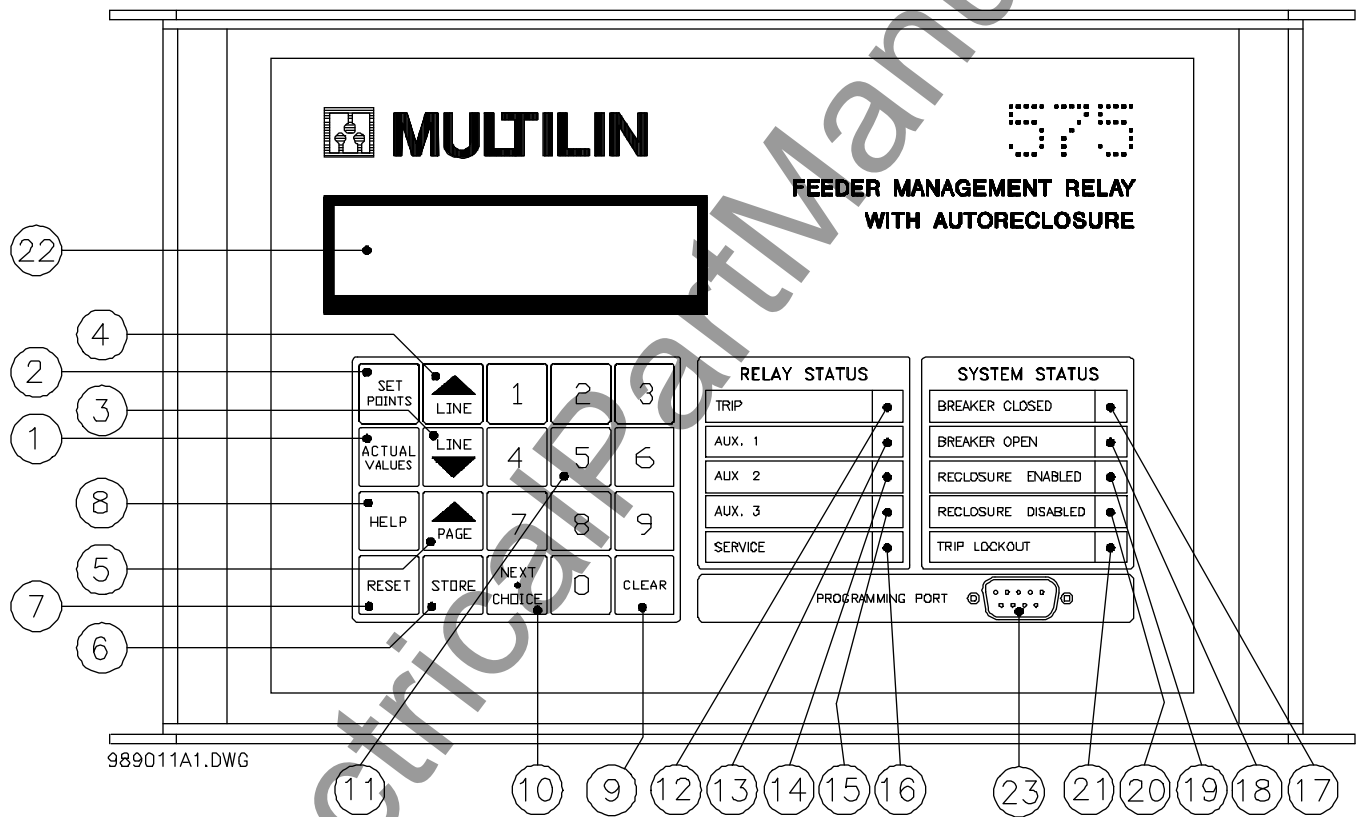 MULTILIN
575
FEEDER MANAGEMENT RELAY
WITH AUTORECLOSURE
22
4
2
3
1
8
5
7
6
SET POINTS
LINE
1
2
3
ACTUAL VALUES
LINE
4
5
6
HELP
PAGE
7
8
9
RESET
STORE
NEXT CHOICE
0
CLEAR
RELAY STATUS
TRIP
AUX. 1
AUX 2
AUX. 3
SERVICE
SYSTEM STATUS
BREAKER CLOSED
BREAKER OPEN
RECLOSURE ENABLED
RECLOSURE DISABLED
TRIP LOCKOUT
PROGRAMMING PORT
989011A1.DWG
11
10
9
12
13
14
15
16
23
21
20
19
18
17